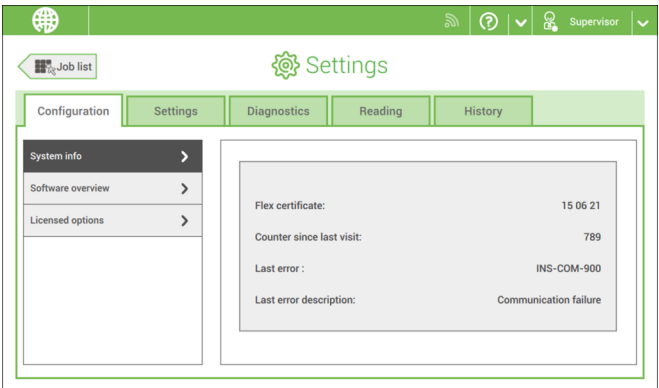 Supervisor
Job list
Settings
Configuration Settings Diagnostics Reading History
System info
Software overview
Licensed options
Flex certificate: 15 06 21
Counter since last visit: 789
Last error : INS-COM-900
Last error description: Communication failure